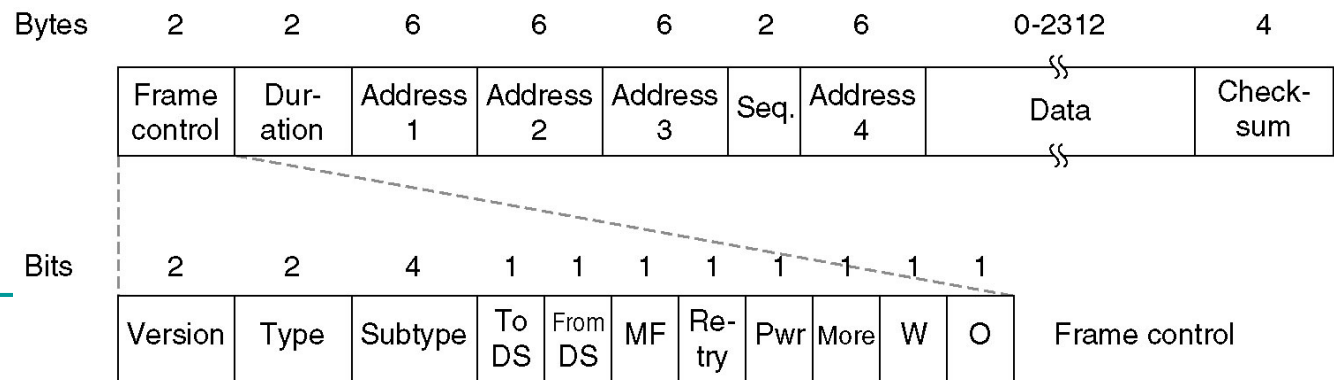 Bytes 2 2 6 6 6 2 6 0-2312 4
Frame control Dur-ation Address 1 Address 2 Address 3 Seq. Address 4 Data Check-sum
Bits 2 2 4 1 1 1 1 1 1 1 1
Version Type Subtype To DS From DS MF Re-try Pwr More W O Frame control